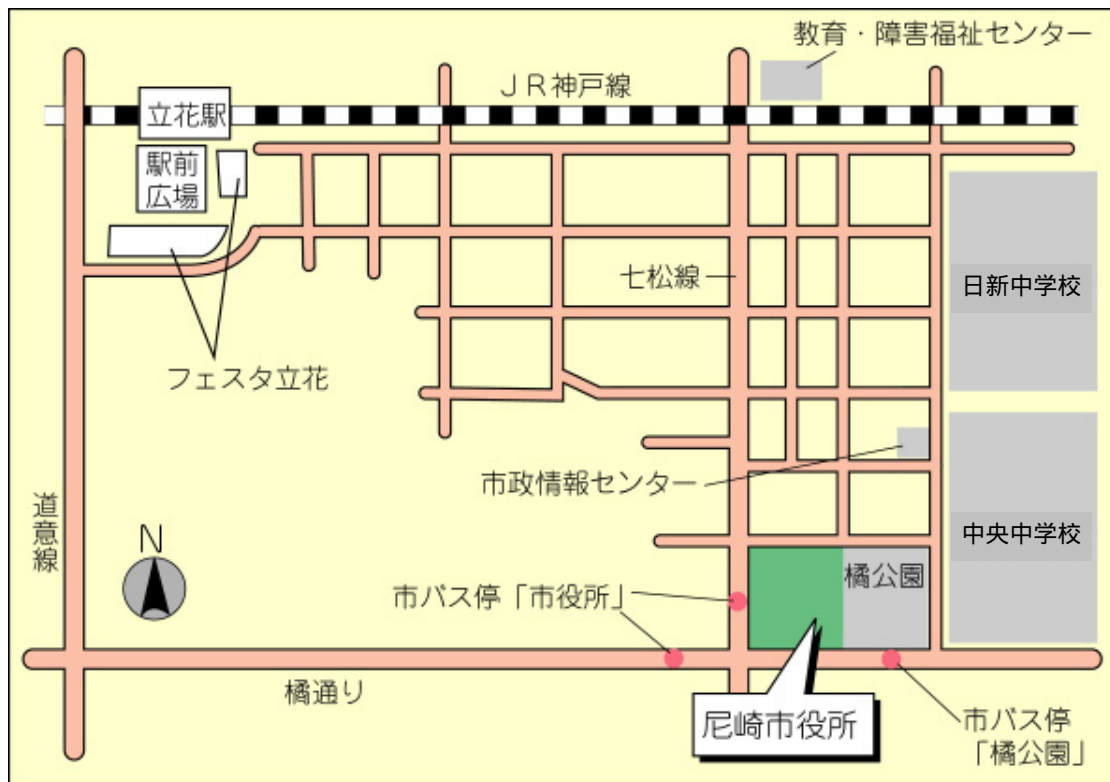 教育・障害福祉センター
ＪＲ神戸線
立花駅
駅前
広場
七松線
日新中学校
フェスタ立花
市政情報センター
道意線
中央中学校
N
橘公園
市バス停「市役所」
橘通り
尼崎市役所
市バス停
「橘公園」